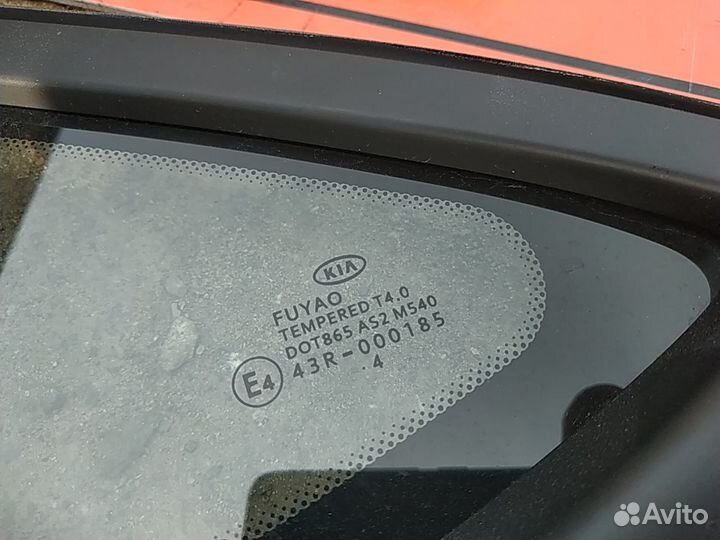 KIA
FUYAO
TEMPERED T4.0
DOT865 AS2 M540
E4 43R-000185
.4
Avito